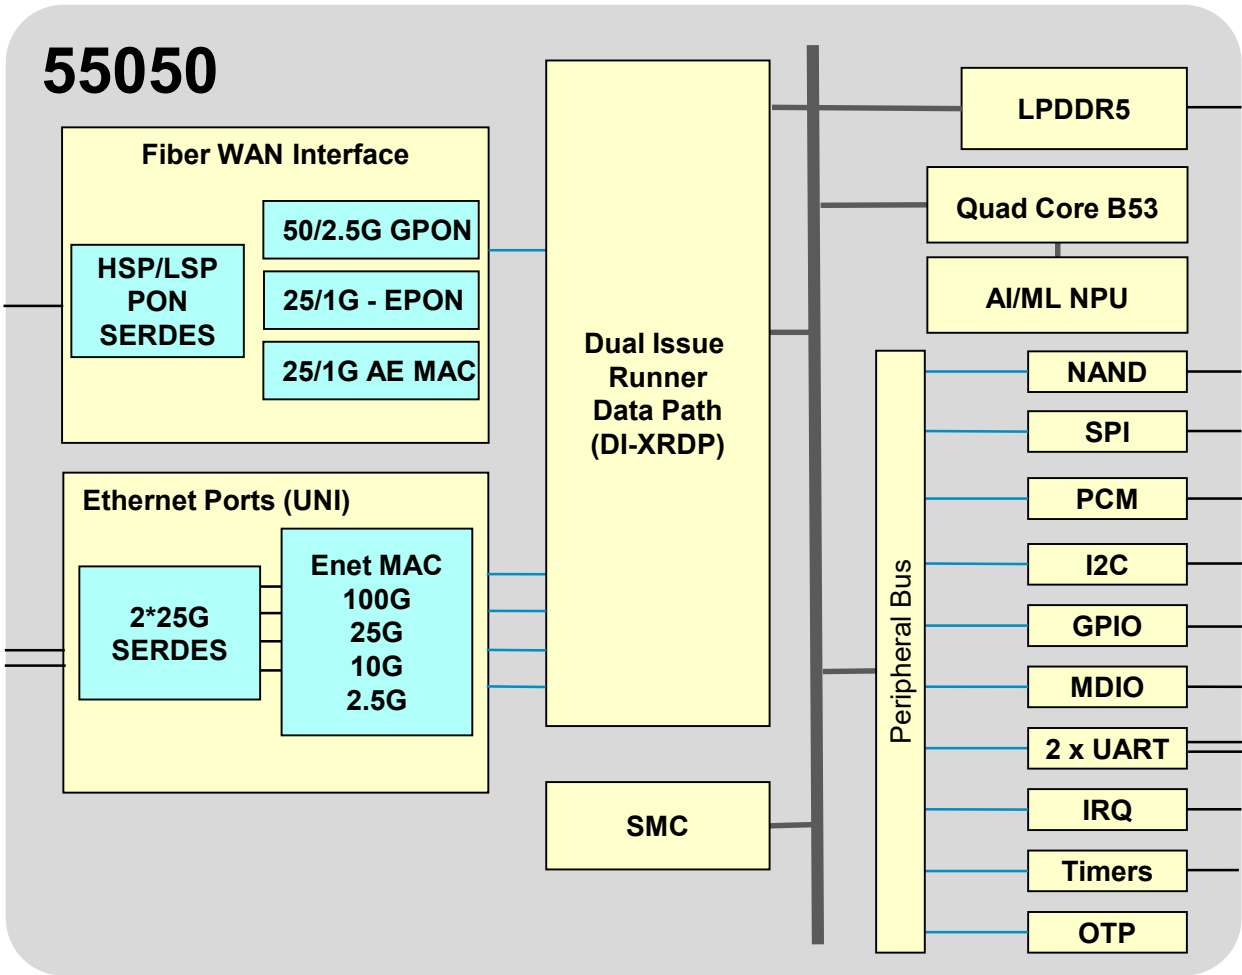 55050
Fiber WAN Interface
HSP/LSP
PON
SERDES
50/2.5G GPON
25/1G - EPON
25/1G AE MAC
Ethernet Ports (UNI)
2*25G
SERDES
Enet MAC
100G
25G
10G
2.5G
Dual Issue
Runner
Data Path
(DI-XRDP)
SMC
LPDDR5
Quad Core B53
AI/ML NPU
Peripheral Bus
NAND
SPI
PCM
I2C
GPIO
MDIO
2 x UART
IRQ
Timers
OTP